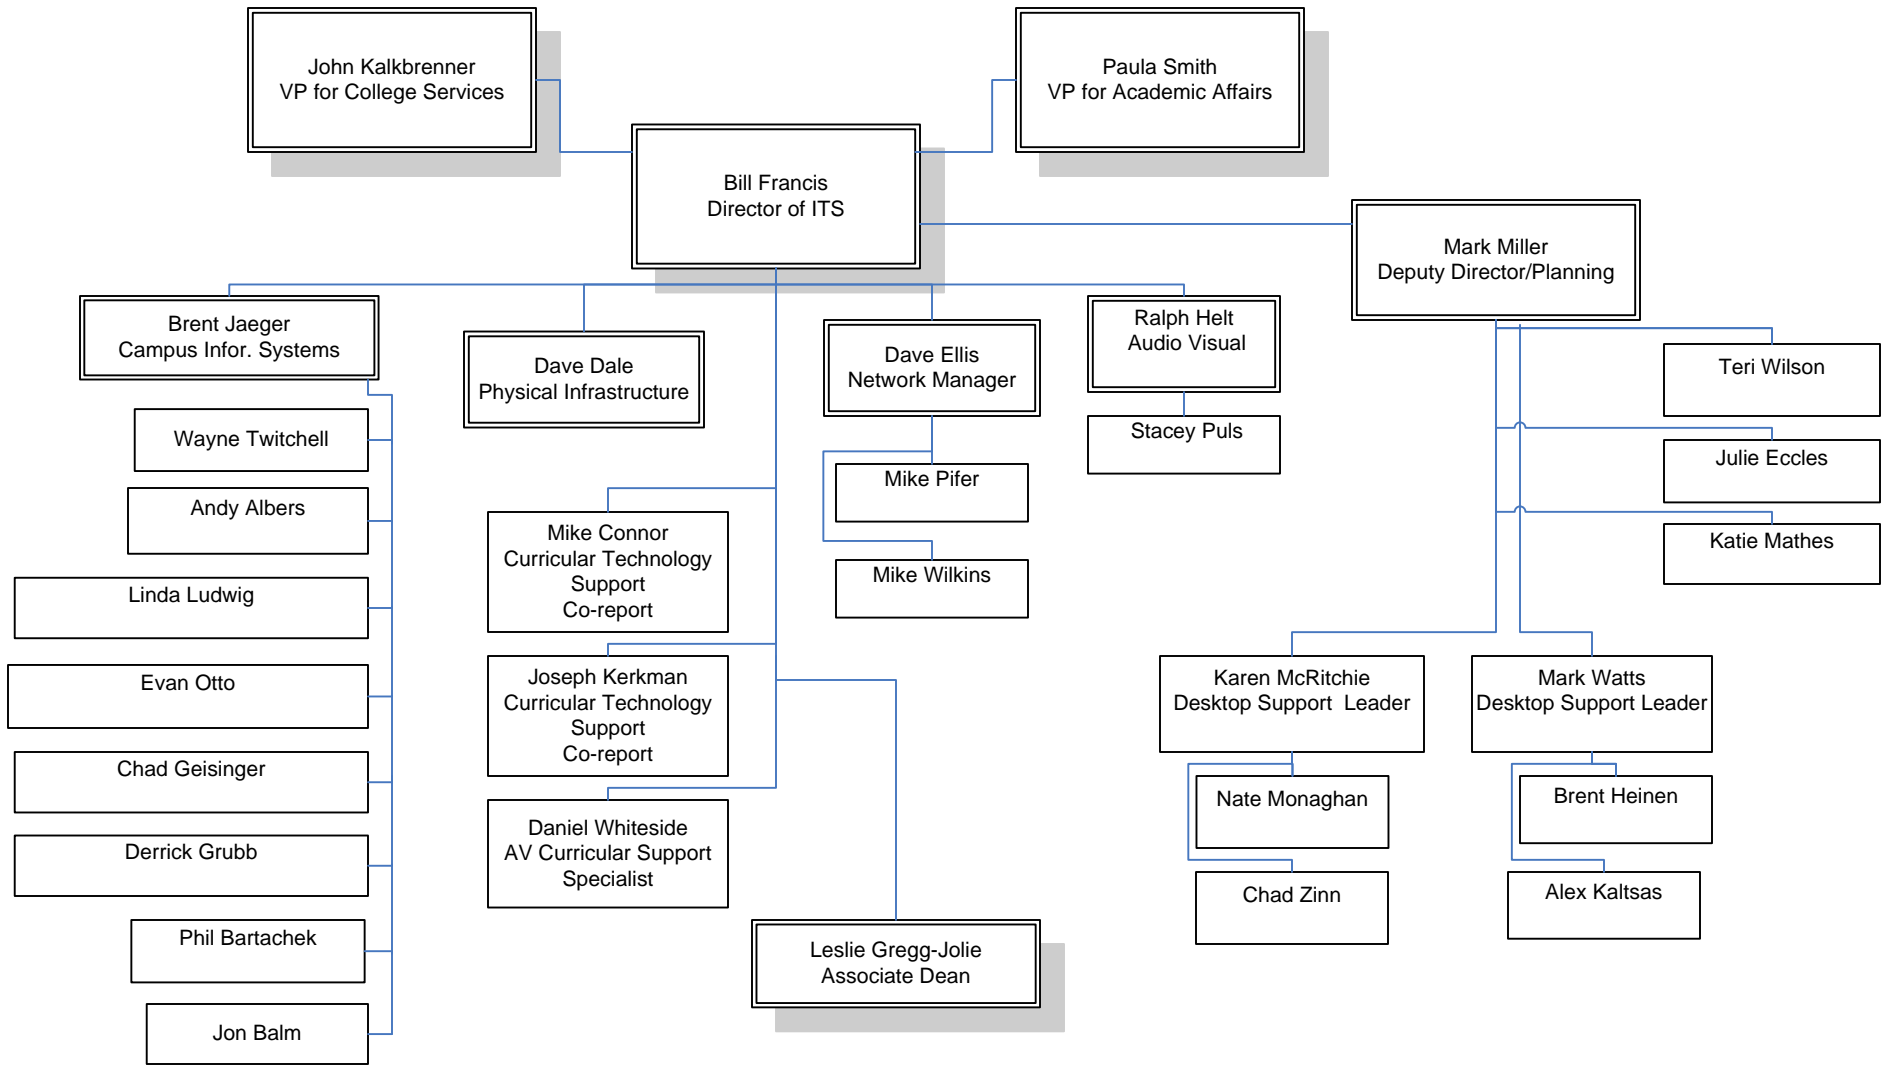 John Kalkbrenner
VP for College Services
Paula Smith
VP for Academic Affairs
Bill Francis
Director of ITS
Mark Miller
Deputy Director/Planning
Brent Jaeger
Campus Infor. Systems
Dave Dale
Physical Infrastructure
Dave Ellis
Network Manager
Ralph Helt
Audio Visual
Teri Wilson
Wayne Twitchell
Stacey Puls
Julie Eccles
Andy Albers
Mike Pifer
Katie Mathes
Mike Connor
Curricular Technology
Support
Co-report
Mike Wilkins
Linda Ludwig
Evan Otto
Joseph Kerkman
Curricular Technology
Support
Co-report
Karen McRitchie
Desktop Support  Leader
Mark Watts
Desktop Support Leader
Chad Geisinger
Nate Monaghan
Brent Heinen
Derrick Grubb
Daniel Whiteside
AV Curricular Support
Specialist
Chad Zinn
Alex Kaltsas
Phil Bartachek
Leslie Gregg-Jolie
Associate Dean
Jon Balm